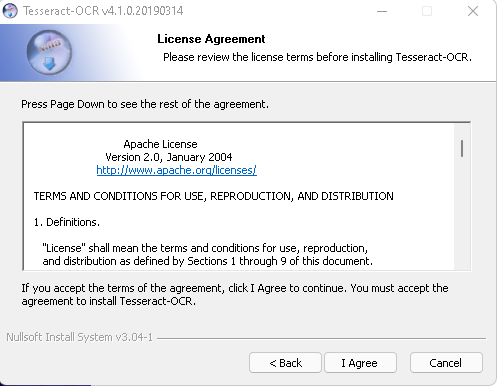 Tesseract-OCR v4.1.0.20190314
License Agreement
Please review the license terms before installing Tesseract-OCR.
Press Page Down to see the rest of the agreement.
Apache License
Version 2.0, January 2004
http://www.apache.org/licenses/
TERMS AND CONDITIONS FOR USE, REPRODUCTION, AND DISTRIBUTION
1. Definitions.
"License" shall mean the terms and conditions for use, reproduction,
and distribution as defined by Sections 1 through 9 of this document.
If you accept the terms of the agreement, click I Agree to continue. You must accept the
agreement to install Tesseract-OCR.
Nullsoft Install System v3.04-1
< Back
I Agree
Cancel